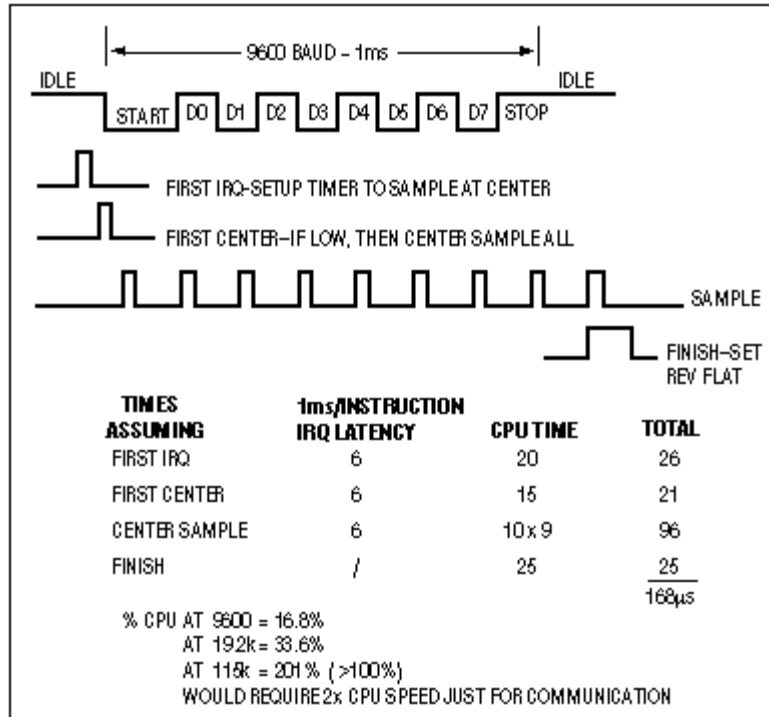 9600 BAUD – 1ms
IDLE
IDLE
START D0 D1 D2 D3 D4 D5 D6 D7 STOP
FIRST IRQ-SETUP TIMER TO SAMPLE AT CENTER
FIRST CENTER–IF LOW, THEN CENTER SAMPLE ALL
SAMPLE
FINISH–SET
REV FLAT
TIMES 1ms/INSTRUCTION
ASSUMING IRQ LATENCY CPU TIME TOTAL
FIRST IRQ 6 20 26
FIRST CENTER 6 15 21
CENTER SAMPLE 6 10 x 9 96
FINISH / 25 25
168µs
% CPU AT 9600 = 16.8%
AT 192k = 33.6%
AT 115k = 201% ( >100%)
WOULD REQUIRE 2x CPU SPEED JUST FOR COMMUNICATION